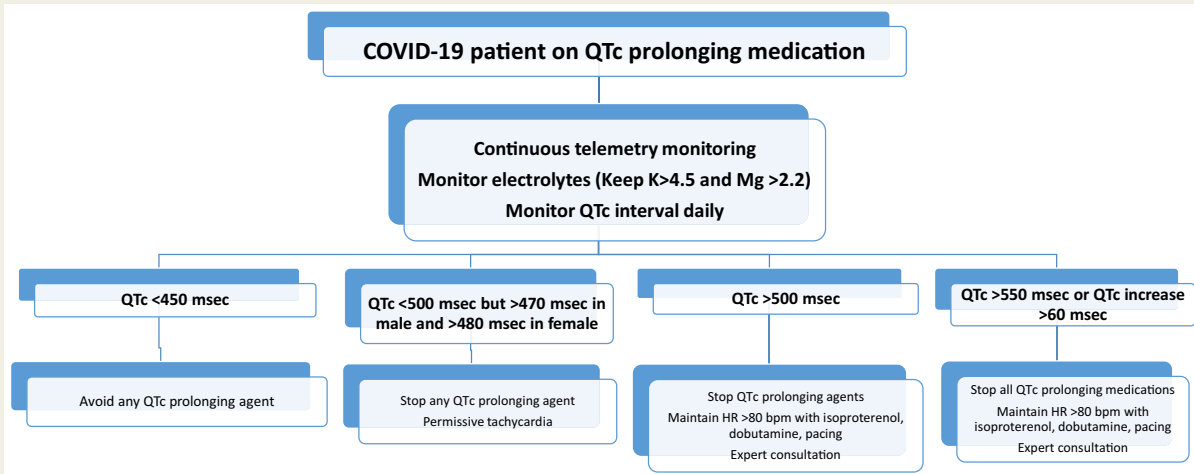 COVID-19 patient on QTc prolonging medication
Continuous telemetry monitoring
Monitor electrolytes (Keep K>4.5 and Mg >2.2)
Monitor QTc interval daily
QTc <450 msec
Avoid any QTc prolonging agent
QTc <500 msec but >470 msec in
male and >480 msec in female
Stop any QTc prolonging agent
Permissive tachycardia
QTc >500 msec
Stop QTc prolonging agents
Maintain HR >80 bpm with isoproterenol,
dobutamine, pacing
Expert consultation
QTc >550 msec or QTc increase
>60 msec
Stop all QTc prolonging medications
Maintain HR >80 bpm with
isoproterenol, dobutamine, pacing
Expert consultation